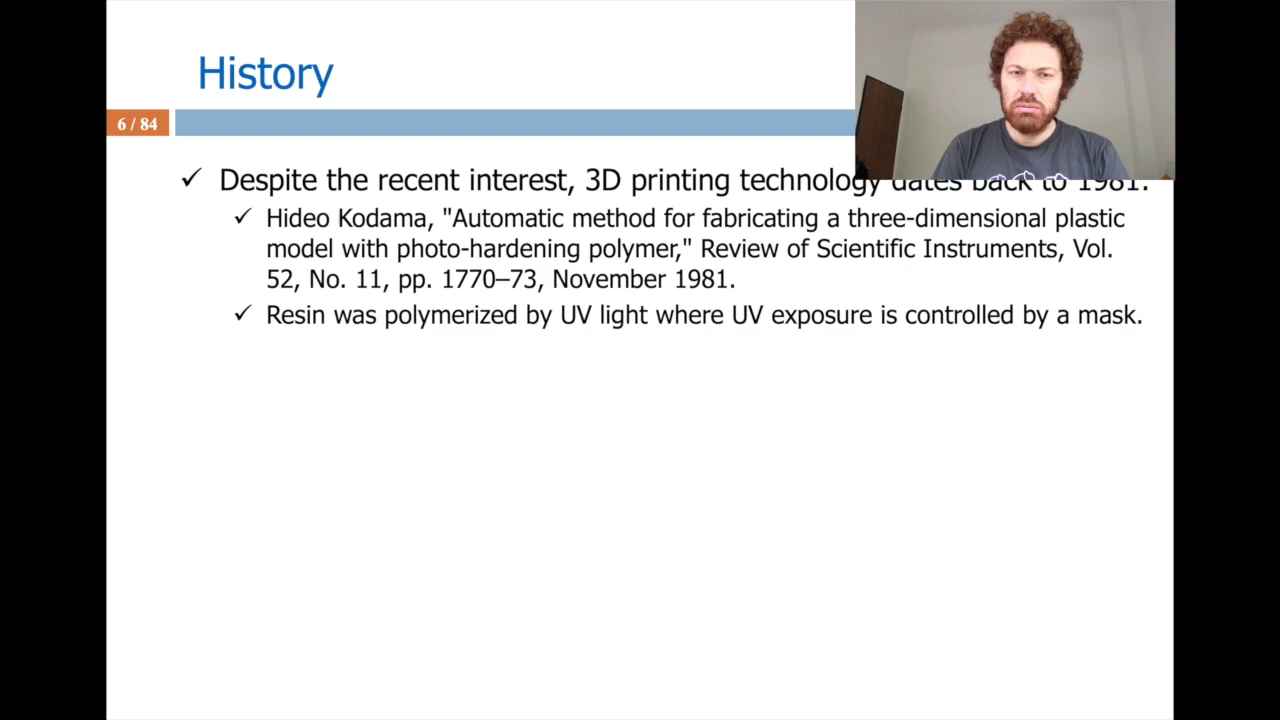 History
6 / 84
✓ Despite the recent interest, 3D printing technology dates back to 1981.
✓ Hideo Kodama, "Automatic method for fabricating a three-dimensional plastic
model with photo-hardening polymer," Review of Scientific Instruments, Vol.
52, No. 11, pp. 1770–73, November 1981.
✓ Resin was polymerized by UV light where UV exposure is controlled by a mask.